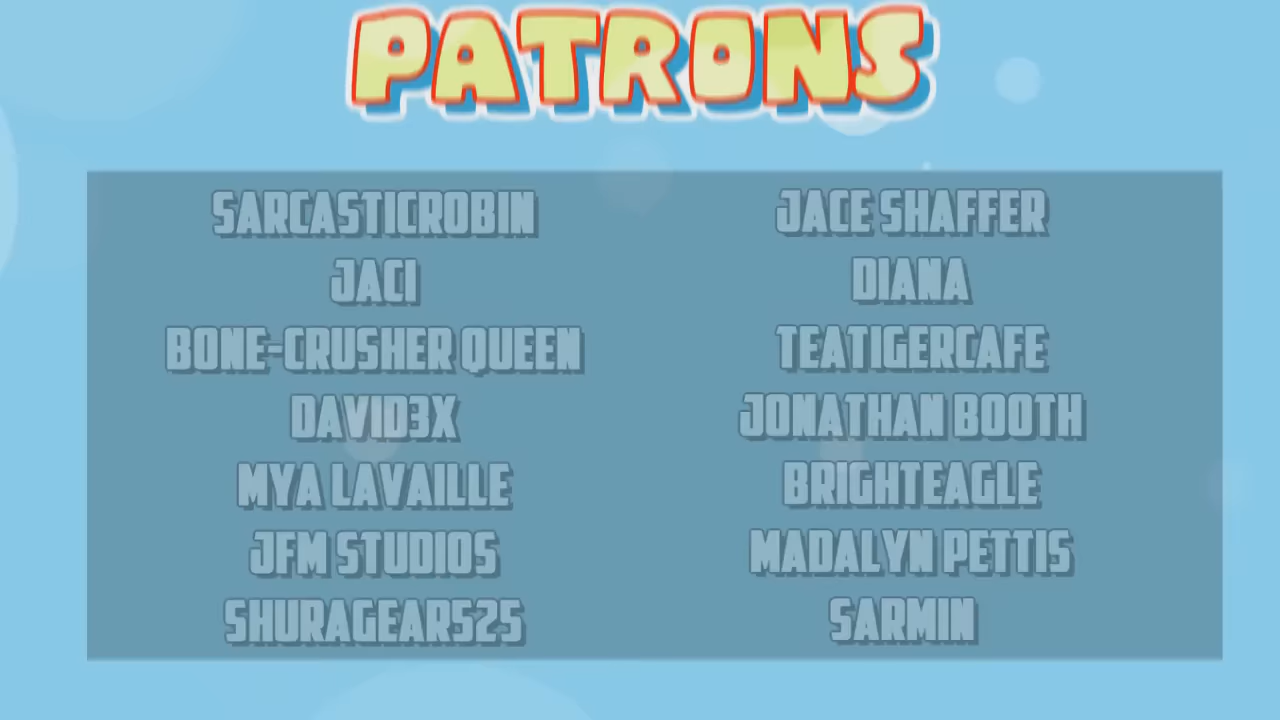 PATRONS
SARCASTICROBIN
JACI
BONE-CRUSHER QUEEN
DAVID3X
MYA LAVAILLE
JFM STUDIOS
SHURAGEAR525
JACE SHAFFER
DIANA
TEATIGERCAFE
JONATHAN BOOTH
BRIGHTEAGLE
MADALYN PETTIS
SARMIN